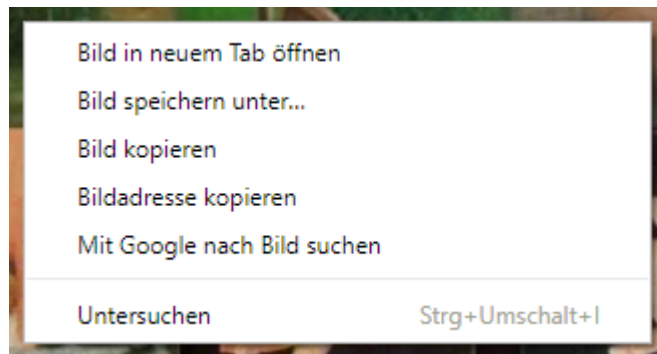 Bild in neuem Tab öffnen
Bild speichern unter...
Bild kopieren
Bildadresse kopieren
Mit Google nach Bild suchen
Untersuchen Strg+Umschalt+I